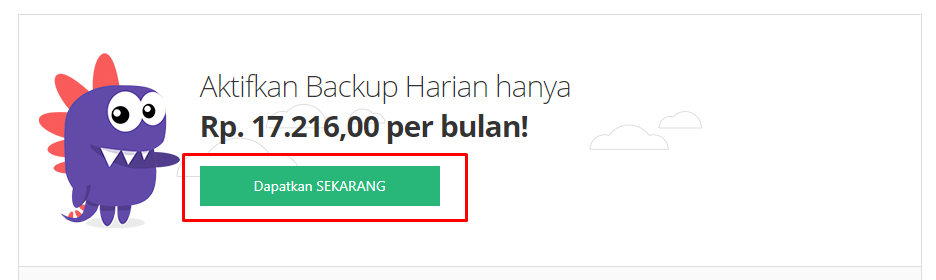 Aktifkan Backup Harian hanya
Rp. 17.216,00 per bulan!
Dapatkan SEKARANG